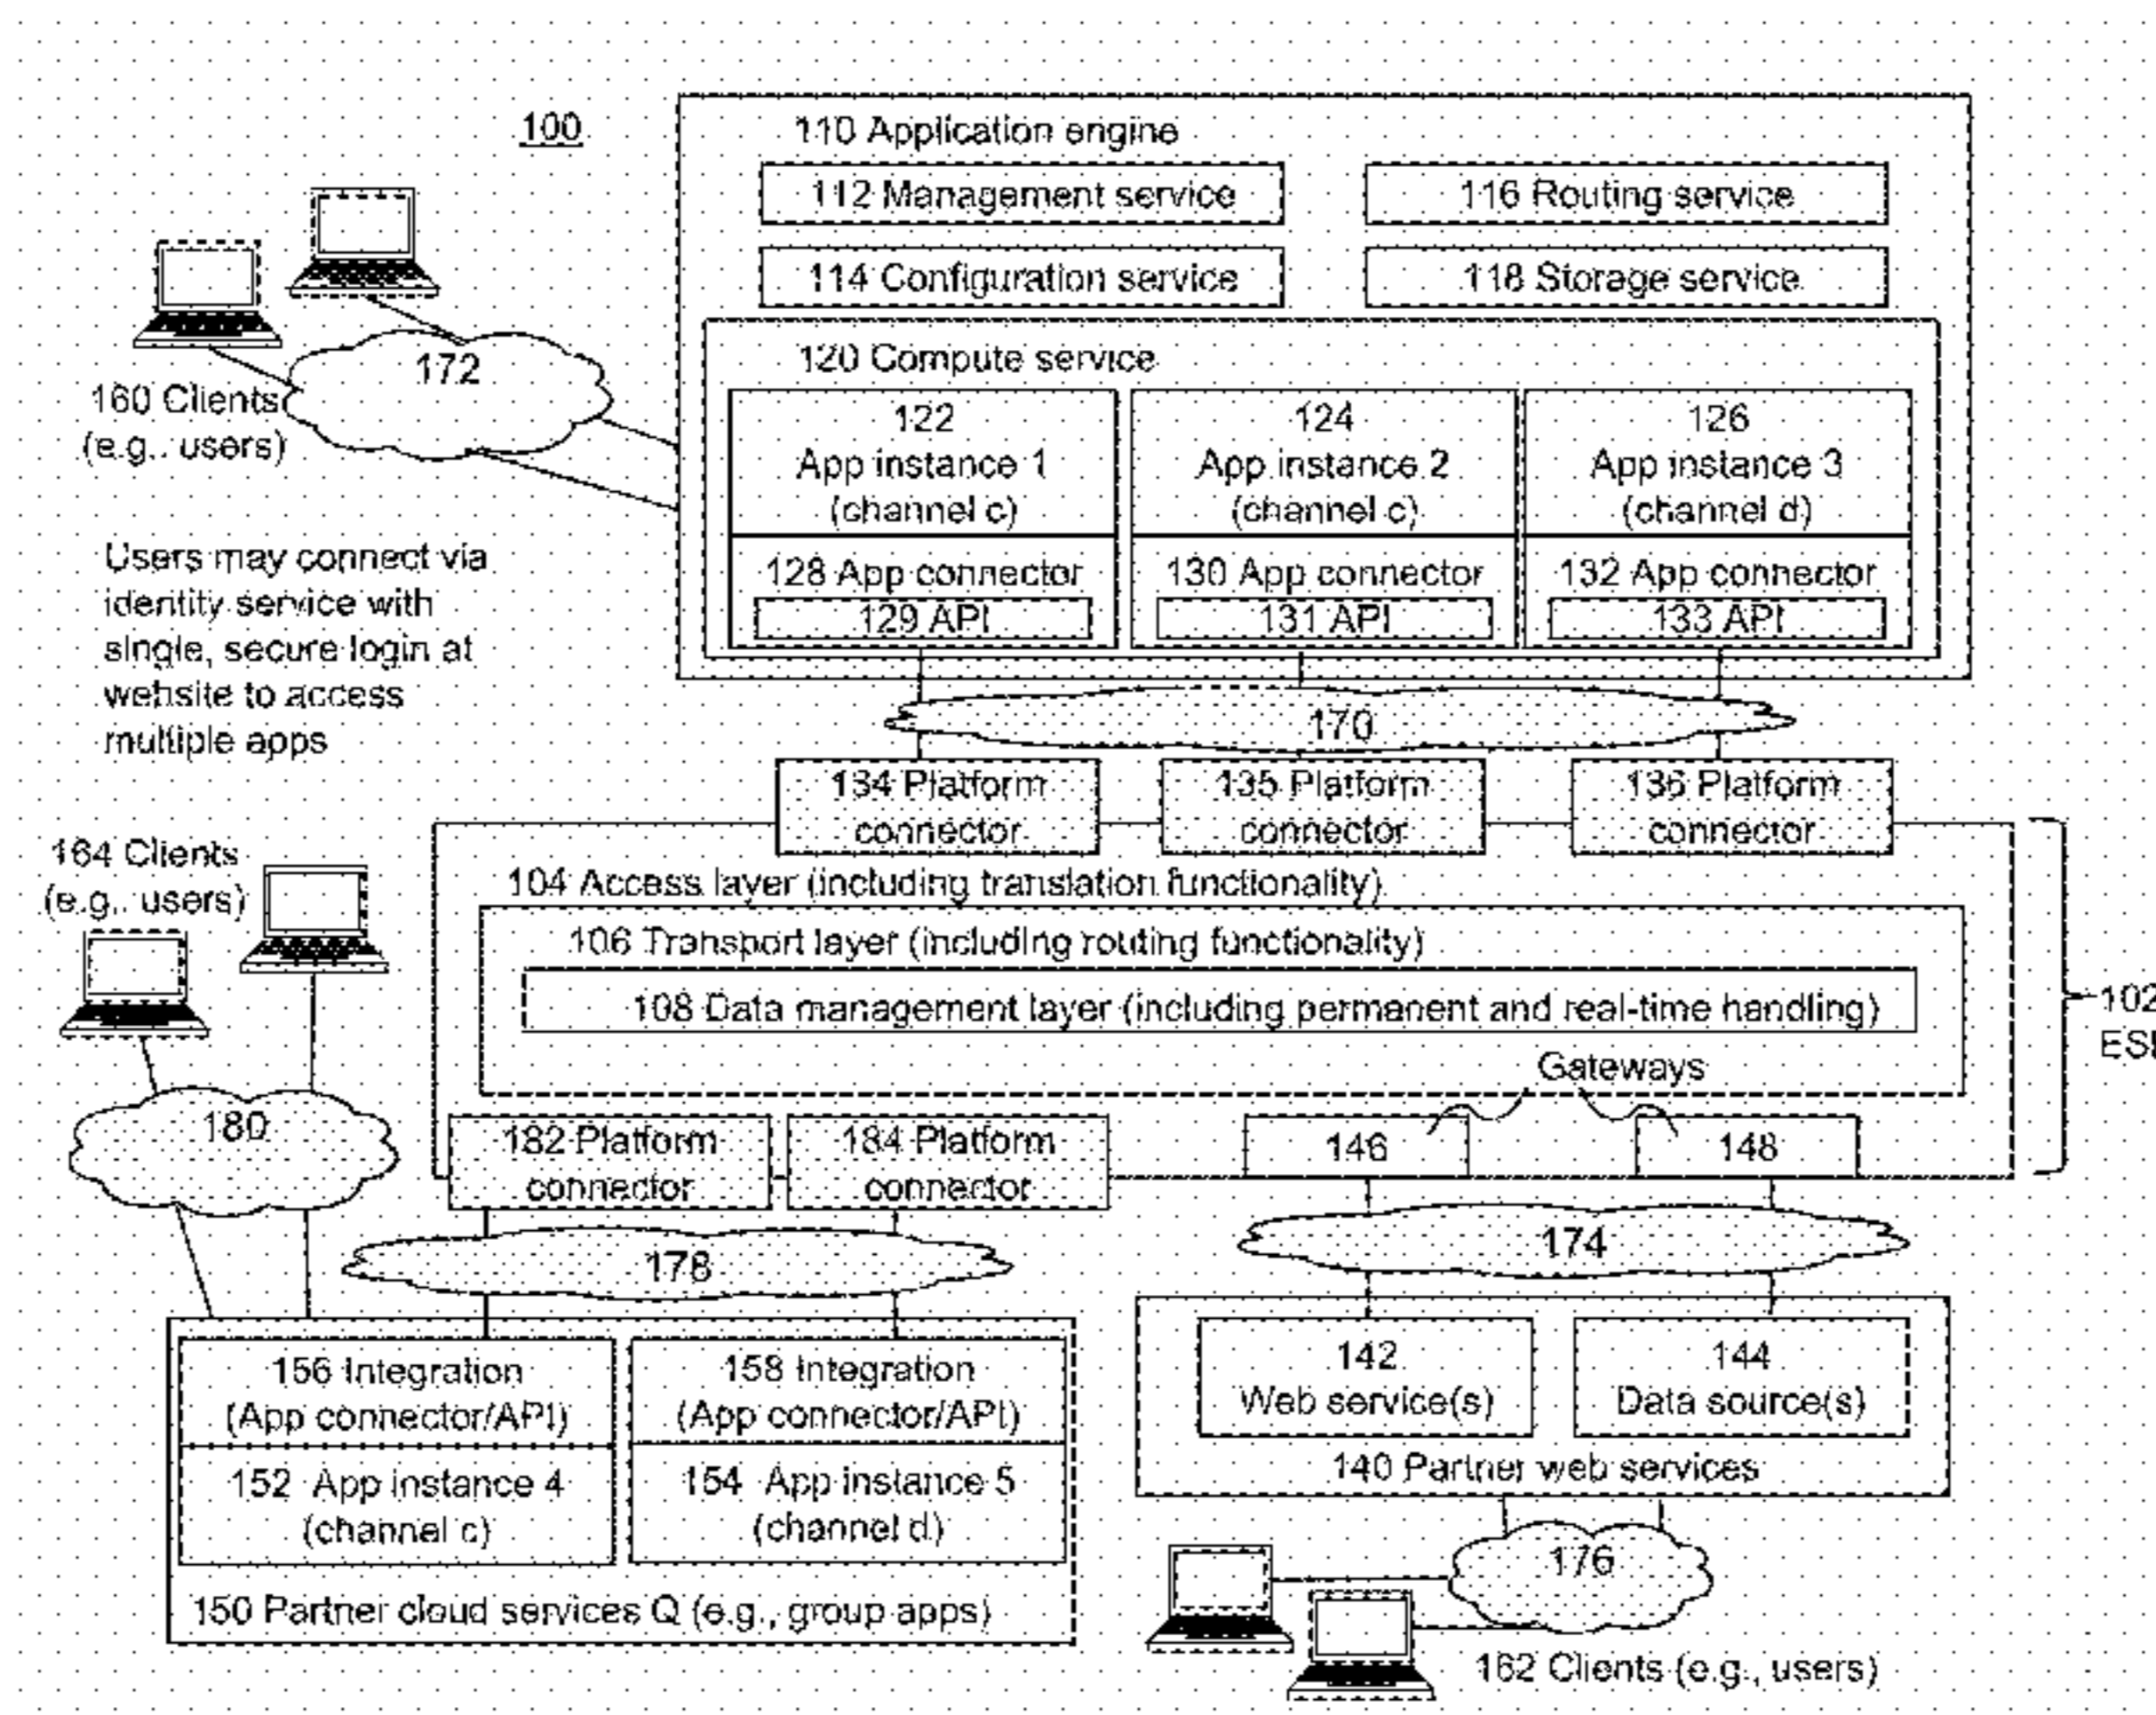 100
110 Application engine
112 Management service
116 Routing service
114 Configuration service
118 Storage service
120 Compute service
122
App instance 1
(channel c)
124
App instance 2
(channel c)
126
App instance 3
(channel d)
128 App connector
129 API
130 App connector
131 API
132 App connector
133 API
172
160 Clients
(e.g., users)
Users may connect via
identity service with
single, secure login at
website to access
multiple apps
170
134 Platform
connector
135 Platform
connector
136 Platform
connector
104 Access layer (including translation functionality)
106 Transport layer (including routing functionality)
108 Data management layer (including permanent and real-time handling)
102
Gateways
164 Clients
(e.g., users)
180
182 Platform
connector
184 Platform
connector
146
148
178
174
156 Integration
(App connector/API)
158 Integration
(App connector/API)
152 App instance 4
(channel c)
154 App instance 5
(channel d)
150 Partner cloud services Q (e.g., group apps)
142
Web service(s)
144
Data source(s)
140 Partner web services
176
162 Clients (e.g., users)